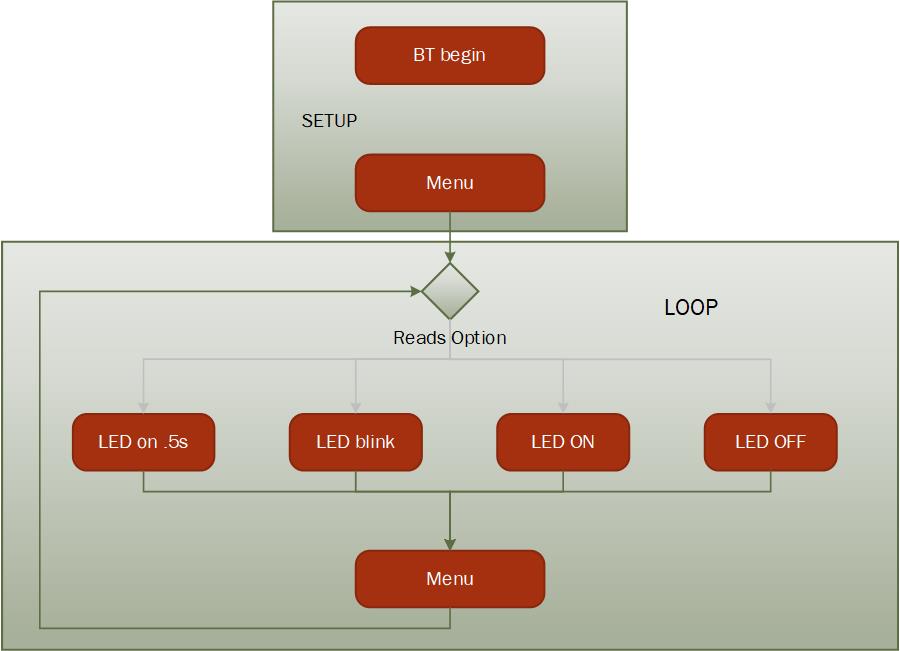 BT begin
SETUP
Menu
LOOP
Reads Option
LED on .5s
LED blink
LED ON
LED OFF
Menu